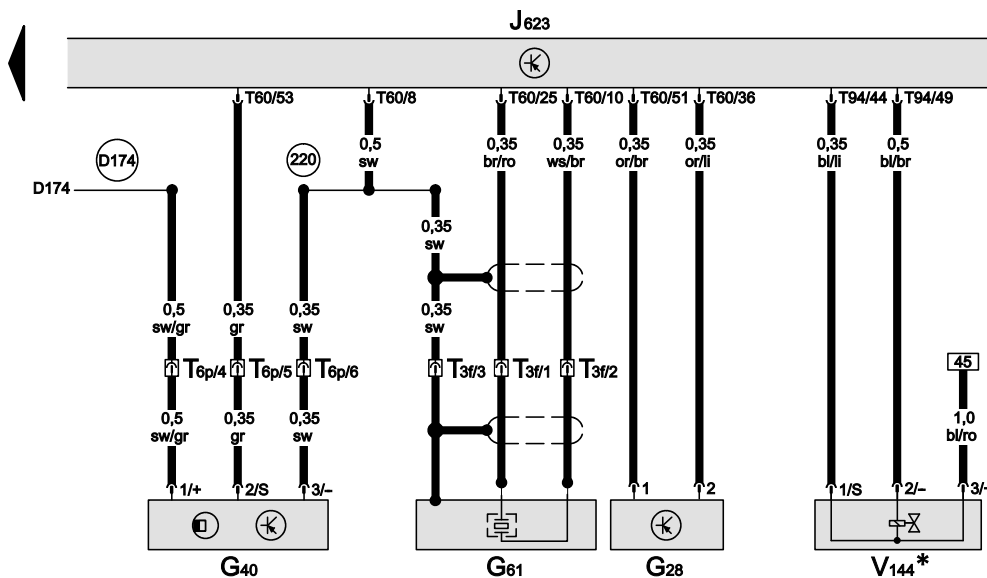 J623
T60/53 T60/8 T60/25 T60/10 T60/51 T60/36 T94/44 T94/49
0,5 0,35 0,35 0,35 0,35 0,35 0,5
sw br/ro ws/br or/br or/li bl/li bl/br
D174 220
D174
0,35
sw
0,5 0,35 0,35 0,35
sw/gr gr sw sw
T6p/4 T6p/5 T6p/6 T3f/3 T3f/1 T3f/2 45
0,5 0,35 0,35 1,0
sw/gr gr sw bl/ro
1/+ 2/S 3/– 1 2 1/S 2/– 3/–
G40 G61 G28 V144*